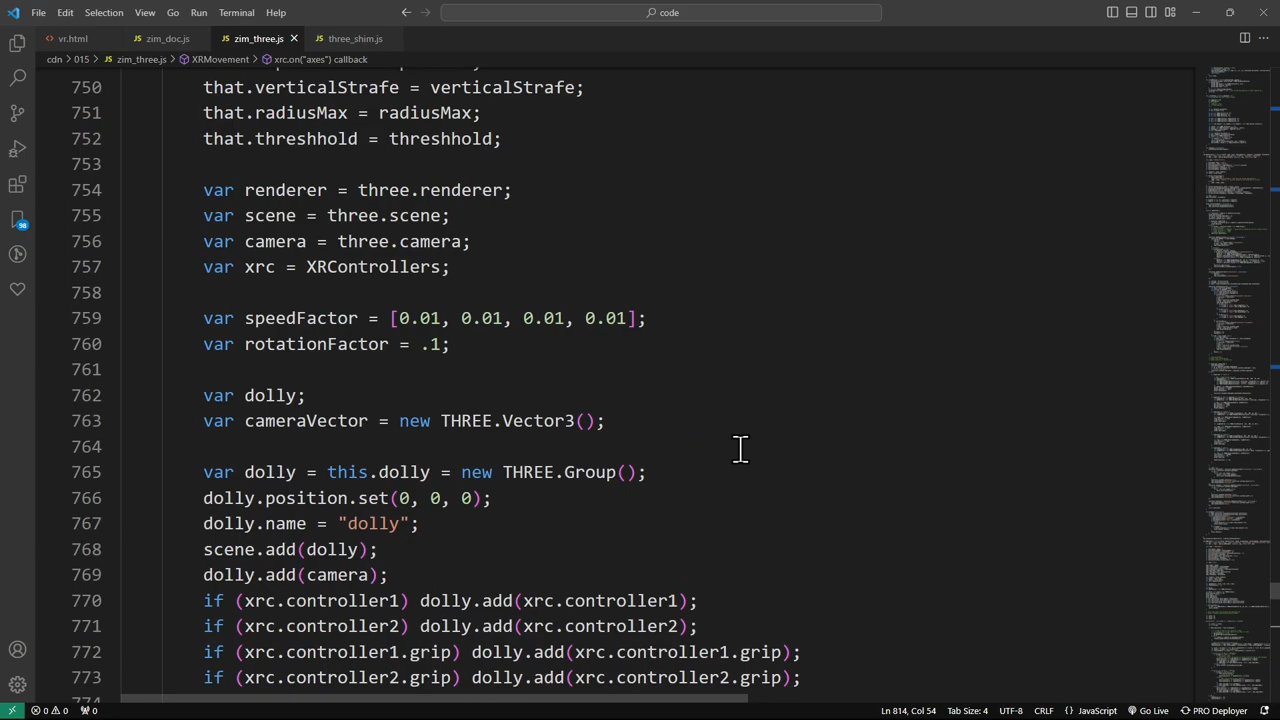 File Edit Selection View Go Run Terminal Help
code
vr.html zim_doc.js zim_three.js three_shim.js
cdn > 015 > zim_three.js > XRMovement > xrc.on("axes") callback
750 that.verticalStrafe = verticalStrafe;
751 that.radiusMax = radiusMax;
752 that.threshhold = threshhold;
753
754 var renderer = three.renderer;
755 var scene = three.scene;
756 var camera = three.camera;
757 var xrc = XRControllers;
758
759 var speedFactor = [0.01, 0.01, 0.01, 0.01];
760 var rotationFactor = .1;
761
762 var dolly;
763 var cameraVector = new THREE.Vector3();
764
765 var dolly = this.dolly = new THREE.Group();
766 dolly.position.set(0, 0, 0);
767 dolly.name = "dolly";
768 scene.add(dolly);
769 dolly.add(camera);
770 if (xrc.controller1) dolly.add(xrc.controller1);
771 if (xrc.controller2) dolly.add(xrc.controller2);
772 if (xrc.controller1.grip) dolly.add(xrc.controller1.grip);
773 if (xrc.controller2.grip) dolly.add(xrc.controller2.grip);
774
98
0 0 0 Ln 814, Col 54 Tab Size: 4 UTF-8 CRLF {} JavaScript Go Live PRO Deployer